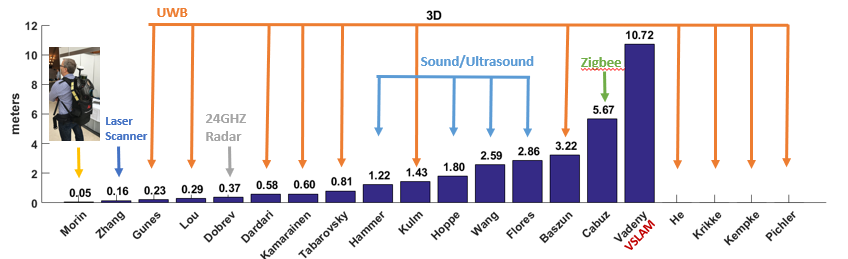 UWB
3D
12
10
8
6
4
2
0
meters
Sound/Ultrasound
Zigbee
Laser
Scanner
24GHZ
Radar
0.05
0.16
0.23
0.29
0.37
0.58
0.60
0.81
1.22
1.43
1.80
2.59
2.86
3.22
5.67
10.72
Morin
Zhang
Gunes
Lou
Dobrev
Dardari
Kamarainen
Tabarovsky
Hammer
Kulm
Hoppe
Wang
Flores
Baszun
Cabuz
Vadeny
VSLAM
He
Krikke
Kempke
Pichler